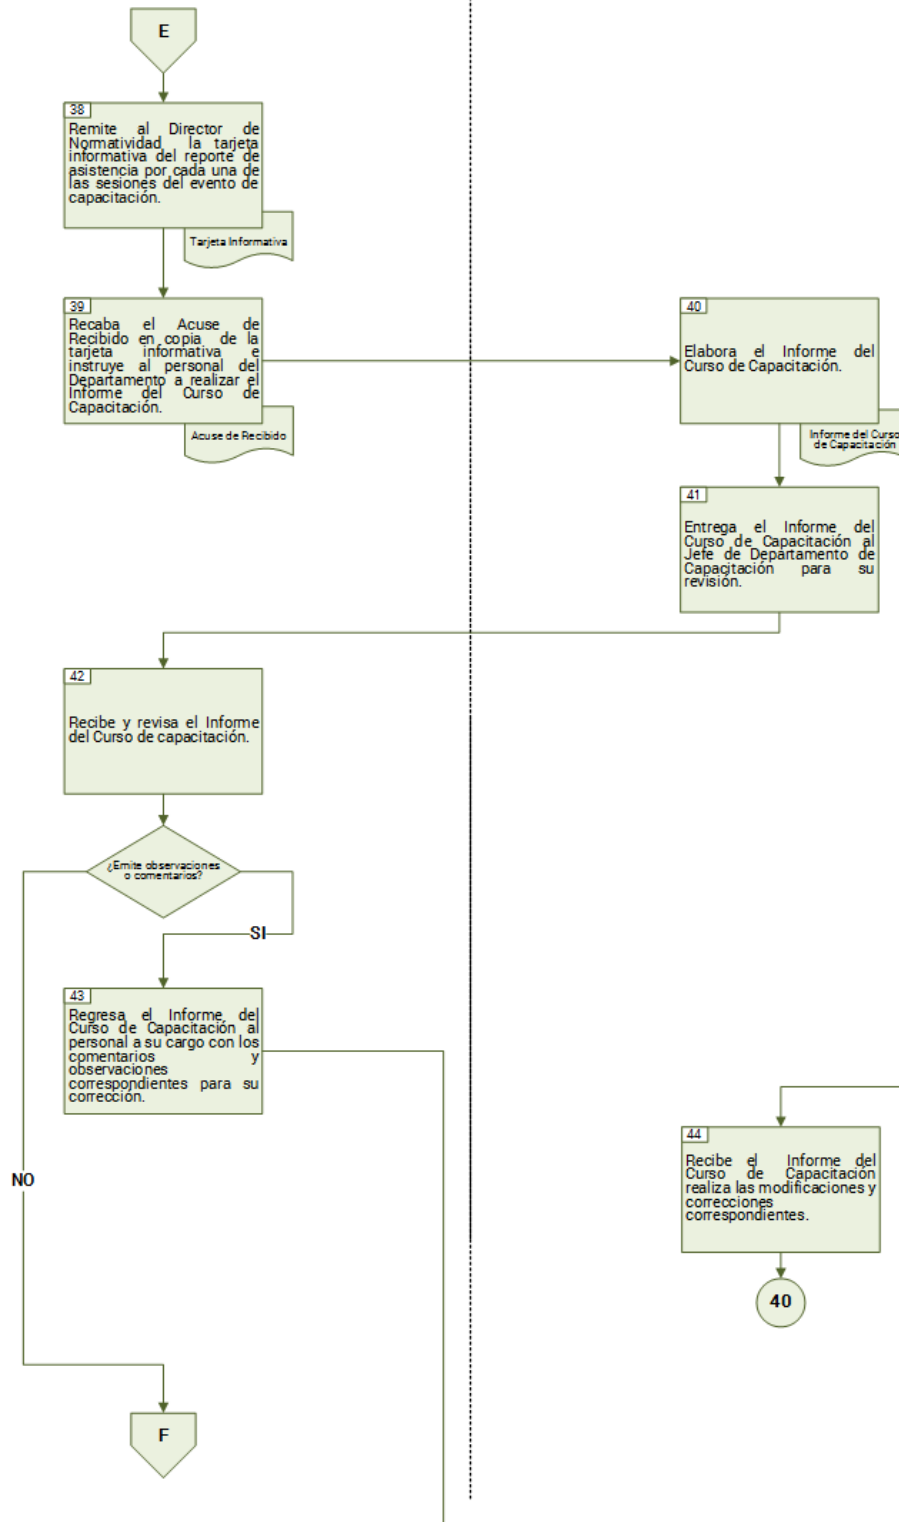 E
38
Remite al Director de
Normatividad la tarjeta
informativa del reporte de
asistencia por cada una de
las sesiones del evento de
capacitación.
Tarjeta Informativa
39
Recaba el Acuse de
Recibido en copia de la
tarjeta informativa e
instruye al personal del
Departamento a realizar el
Informe del Curso de
Capacitación.
Acuse de Recibido
40
Elabora el Informe del
Curso de Capacitación.
Informe del Curso
de Capacitación
41
Entrega el Informe del
Curso de Capacitación al
Jefe de Departamento de
Capacitación para su
revisión.
42
Recibe y revisa el Informe
del Curso de capacitación.
¿Emite observaciones
o comentarios?
SI
43
Regresa el Informe del
Curso de Capacitación al
personal a su cargo con los
comentarios y
observaciones
correspondientes para su
corrección.
NO
44
Recibe el Informe del
Curso de Capacitación
realiza las modificaciones y
correcciones
correspondientes.
40
F